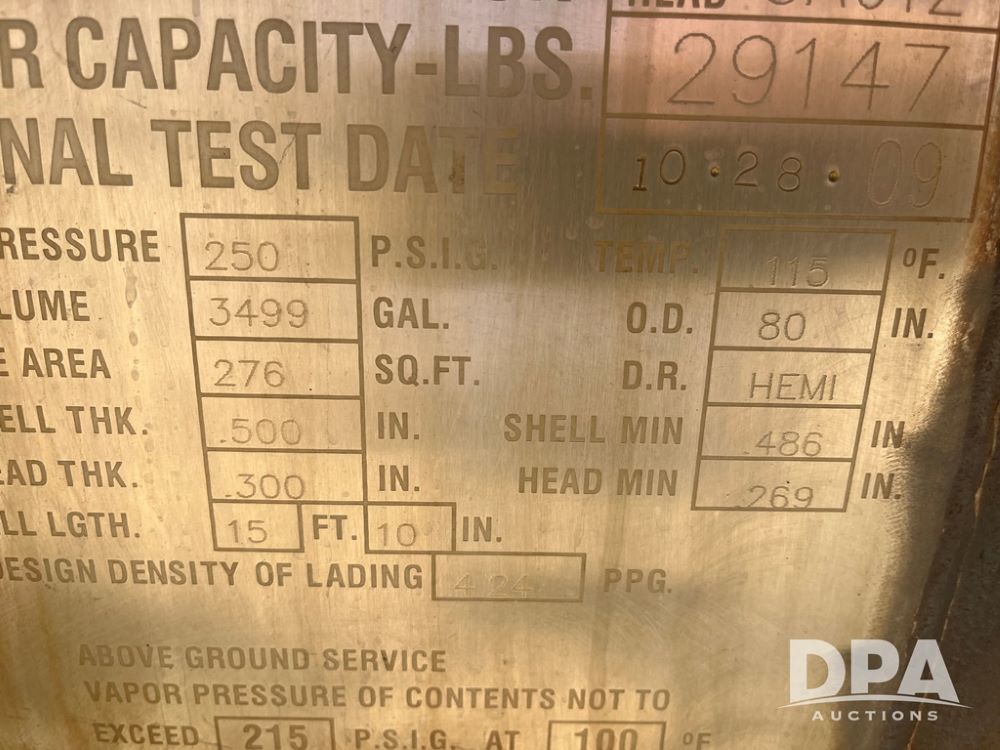 HEAD SA612
R CAPACITY-LBS. 29147
NAL TEST DATE 10 • 28 • 09
RESSURE 250 P.S.I.G. TEMP. 115 °F.
LUME 3499 GAL. O.D. 80 IN.
E AREA 276 SQ.FT. D.R. HEMI
ELL THK. .500 IN. SHELL MIN .486 IN
EAD THK. .300 IN. HEAD MIN .269 IN.
LL LGTH. 15 FT. 10 IN.
DESIGN DENSITY OF LADING 4.24 PPG.
ABOVE GROUND SERVICE
VAPOR PRESSURE OF CONTENTS NOT TO
EXCEED 215 P.S.I.G. AT 100 °F
DPA
AUCTIONS